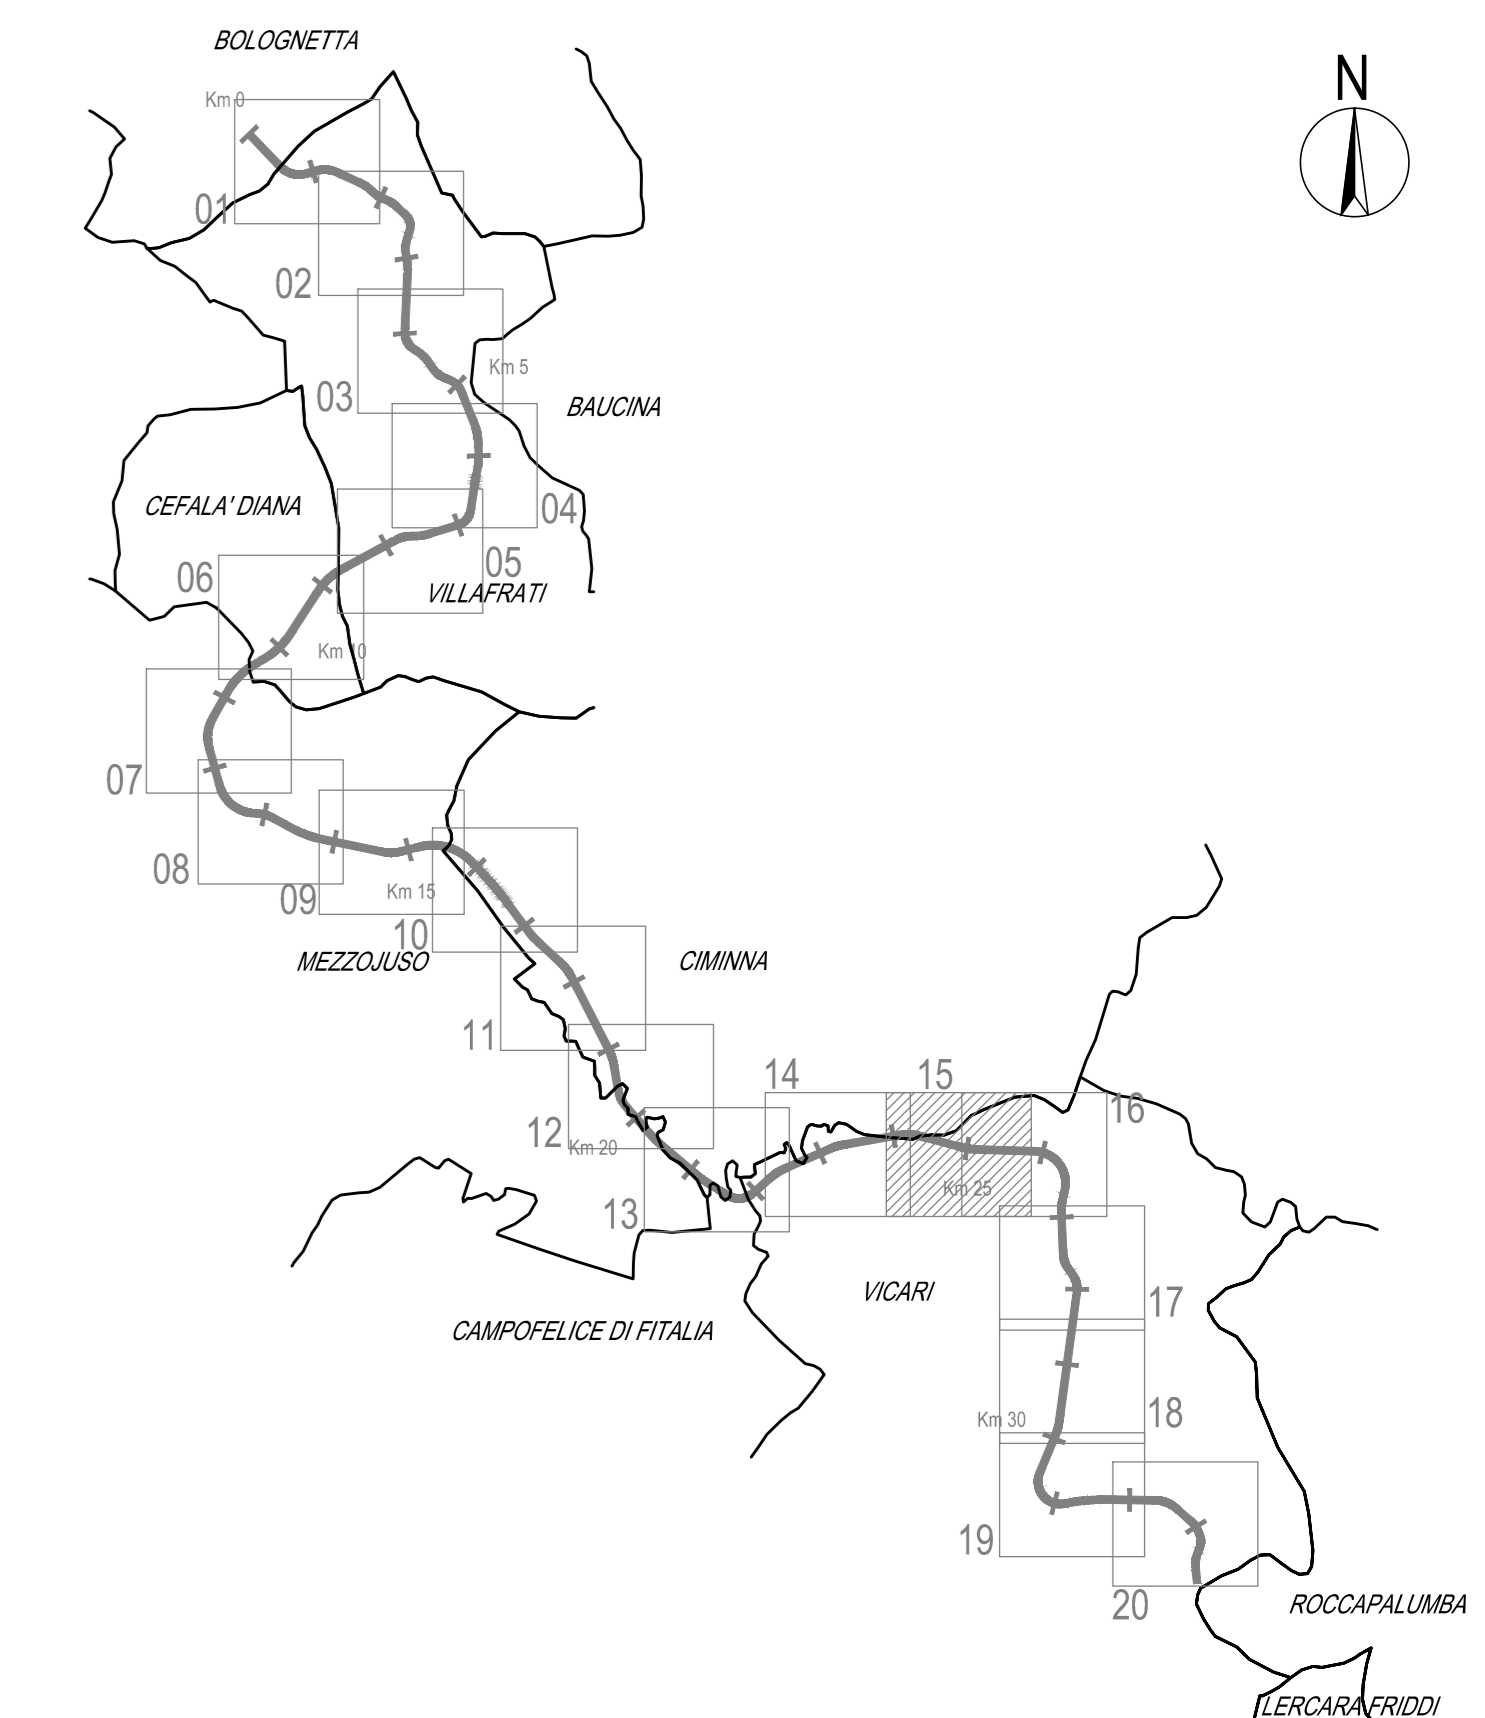 BOLOGNETTA
N
Km 0
01
02
Km 5
03
BAUCINA
CEFALA' DIANA
04
05
06
VILLAFRATI
Km 10
07
08
Km 15
09
10
MEZZOJUSO
CIMINNA
11
14
15
16
12
Km 20
Km 25
13
VICARI
17
CAMPOFELICE DI FITALIA
18
Km 30
19
20
ROCCAPALUMBA
LERCARA FRIDDI